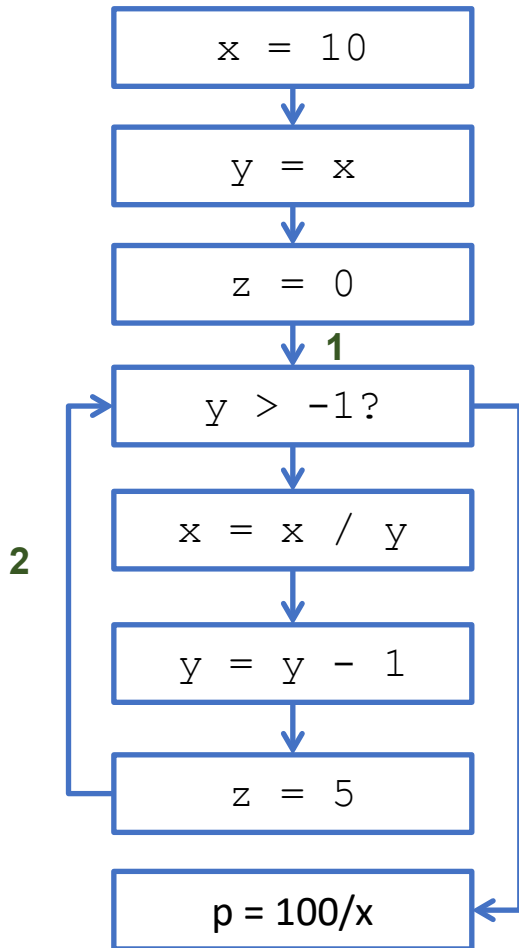 x = 10
y = x
z = 0
1
y > -1?
x = x / y
2
y = y - 1
z = 5
p = 100/x